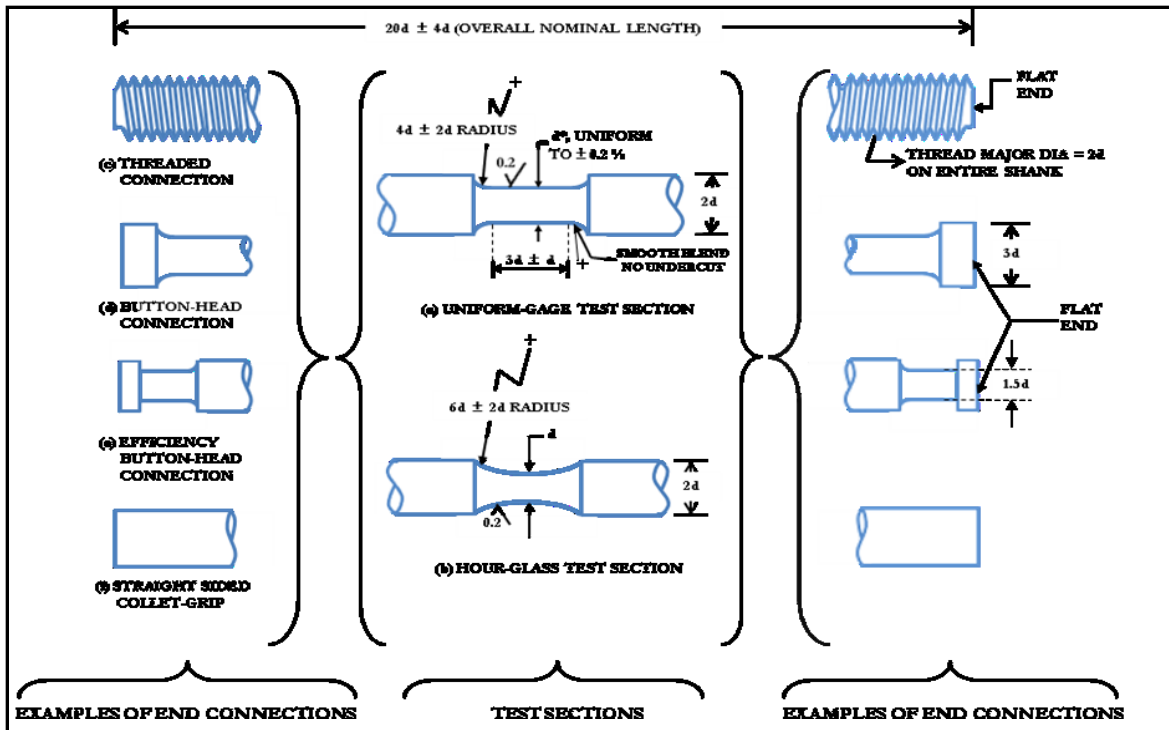 20d ± 4d (OVERALL NOMINAL LENGTH)
(c) THREADED
CONNECTION
(d) BUTTON-HEAD
CONNECTION
(e) EFFICIENCY
BUTTON-HEAD
CONNECTION
(f) STRAIGHT SIDED
COLLET-GRIP
4d ± 2d RADIUS
0.2
d*, UNIFORM
TO ± 0.2 %
2d
3d ± d
SMOOTH BLEND
NO UNDERCUT
(a) UNIFORM-GAGE TEST SECTION
6d ± 2d RADIUS
d
2d
0.2
(b) HOUR-GLASS TEST SECTION
FLAT
END
THREAD MAJOR DIA = 2d
ON ENTIRE SHANK
3d
FLAT
END
1.5d
EXAMPLES OF END CONNECTIONS
TEST SECTIONS
EXAMPLES OF END CONNECTIONS